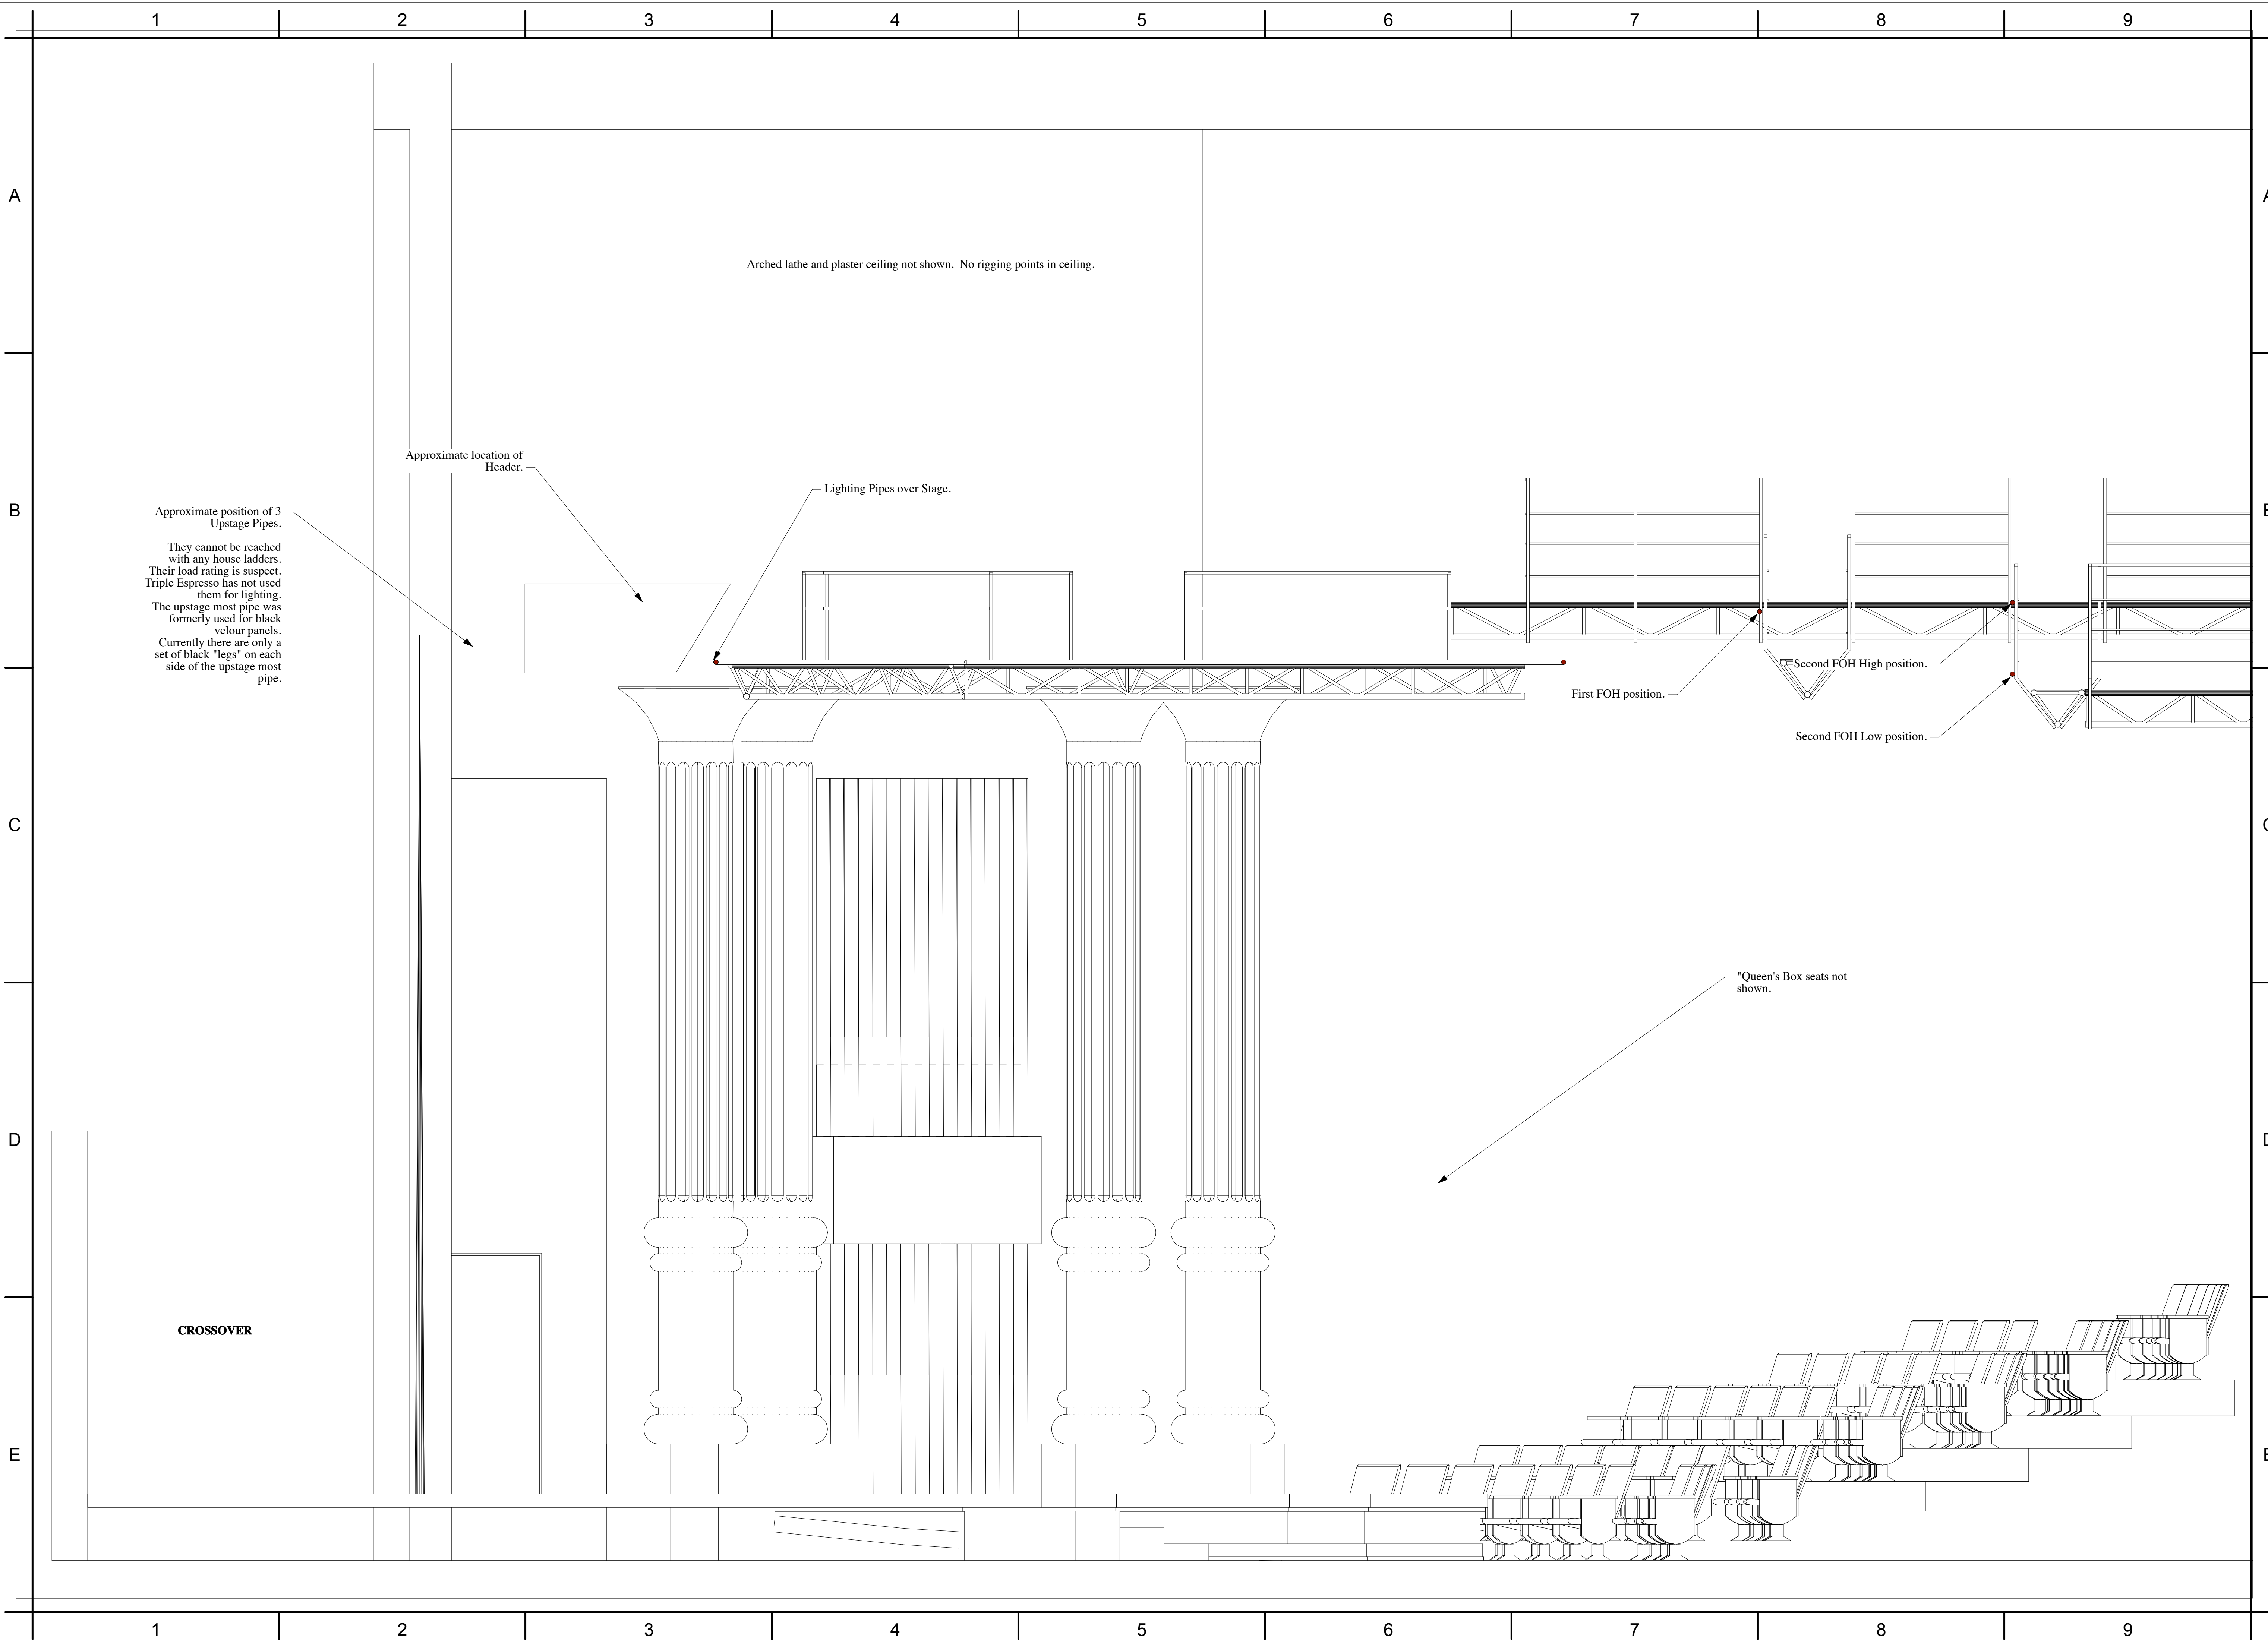 1 2 3 4 5 6 7 8 9
A
Arched lathe and plaster ceiling not shown.  No rigging points in ceiling.
Approximate location of
Header.
Lighting Pipes over Stage.
B
Approximate position of 3
Upstage Pipes.
They cannot be reached
with any house ladders.
Their load rating is suspect.
Triple Espresso has not used
them for lighting.
The upstage most pipe was
formerly used for black
velour panels.
Currently there are only a
set of black "legs" on each
side of the upstage most
pipe.
Second FOH High position.
First FOH position.
Second FOH Low position.
C
"Queen's Box seats not
shown.
D
CROSSOVER
E
1 2 3 4 5 6 7 8 9